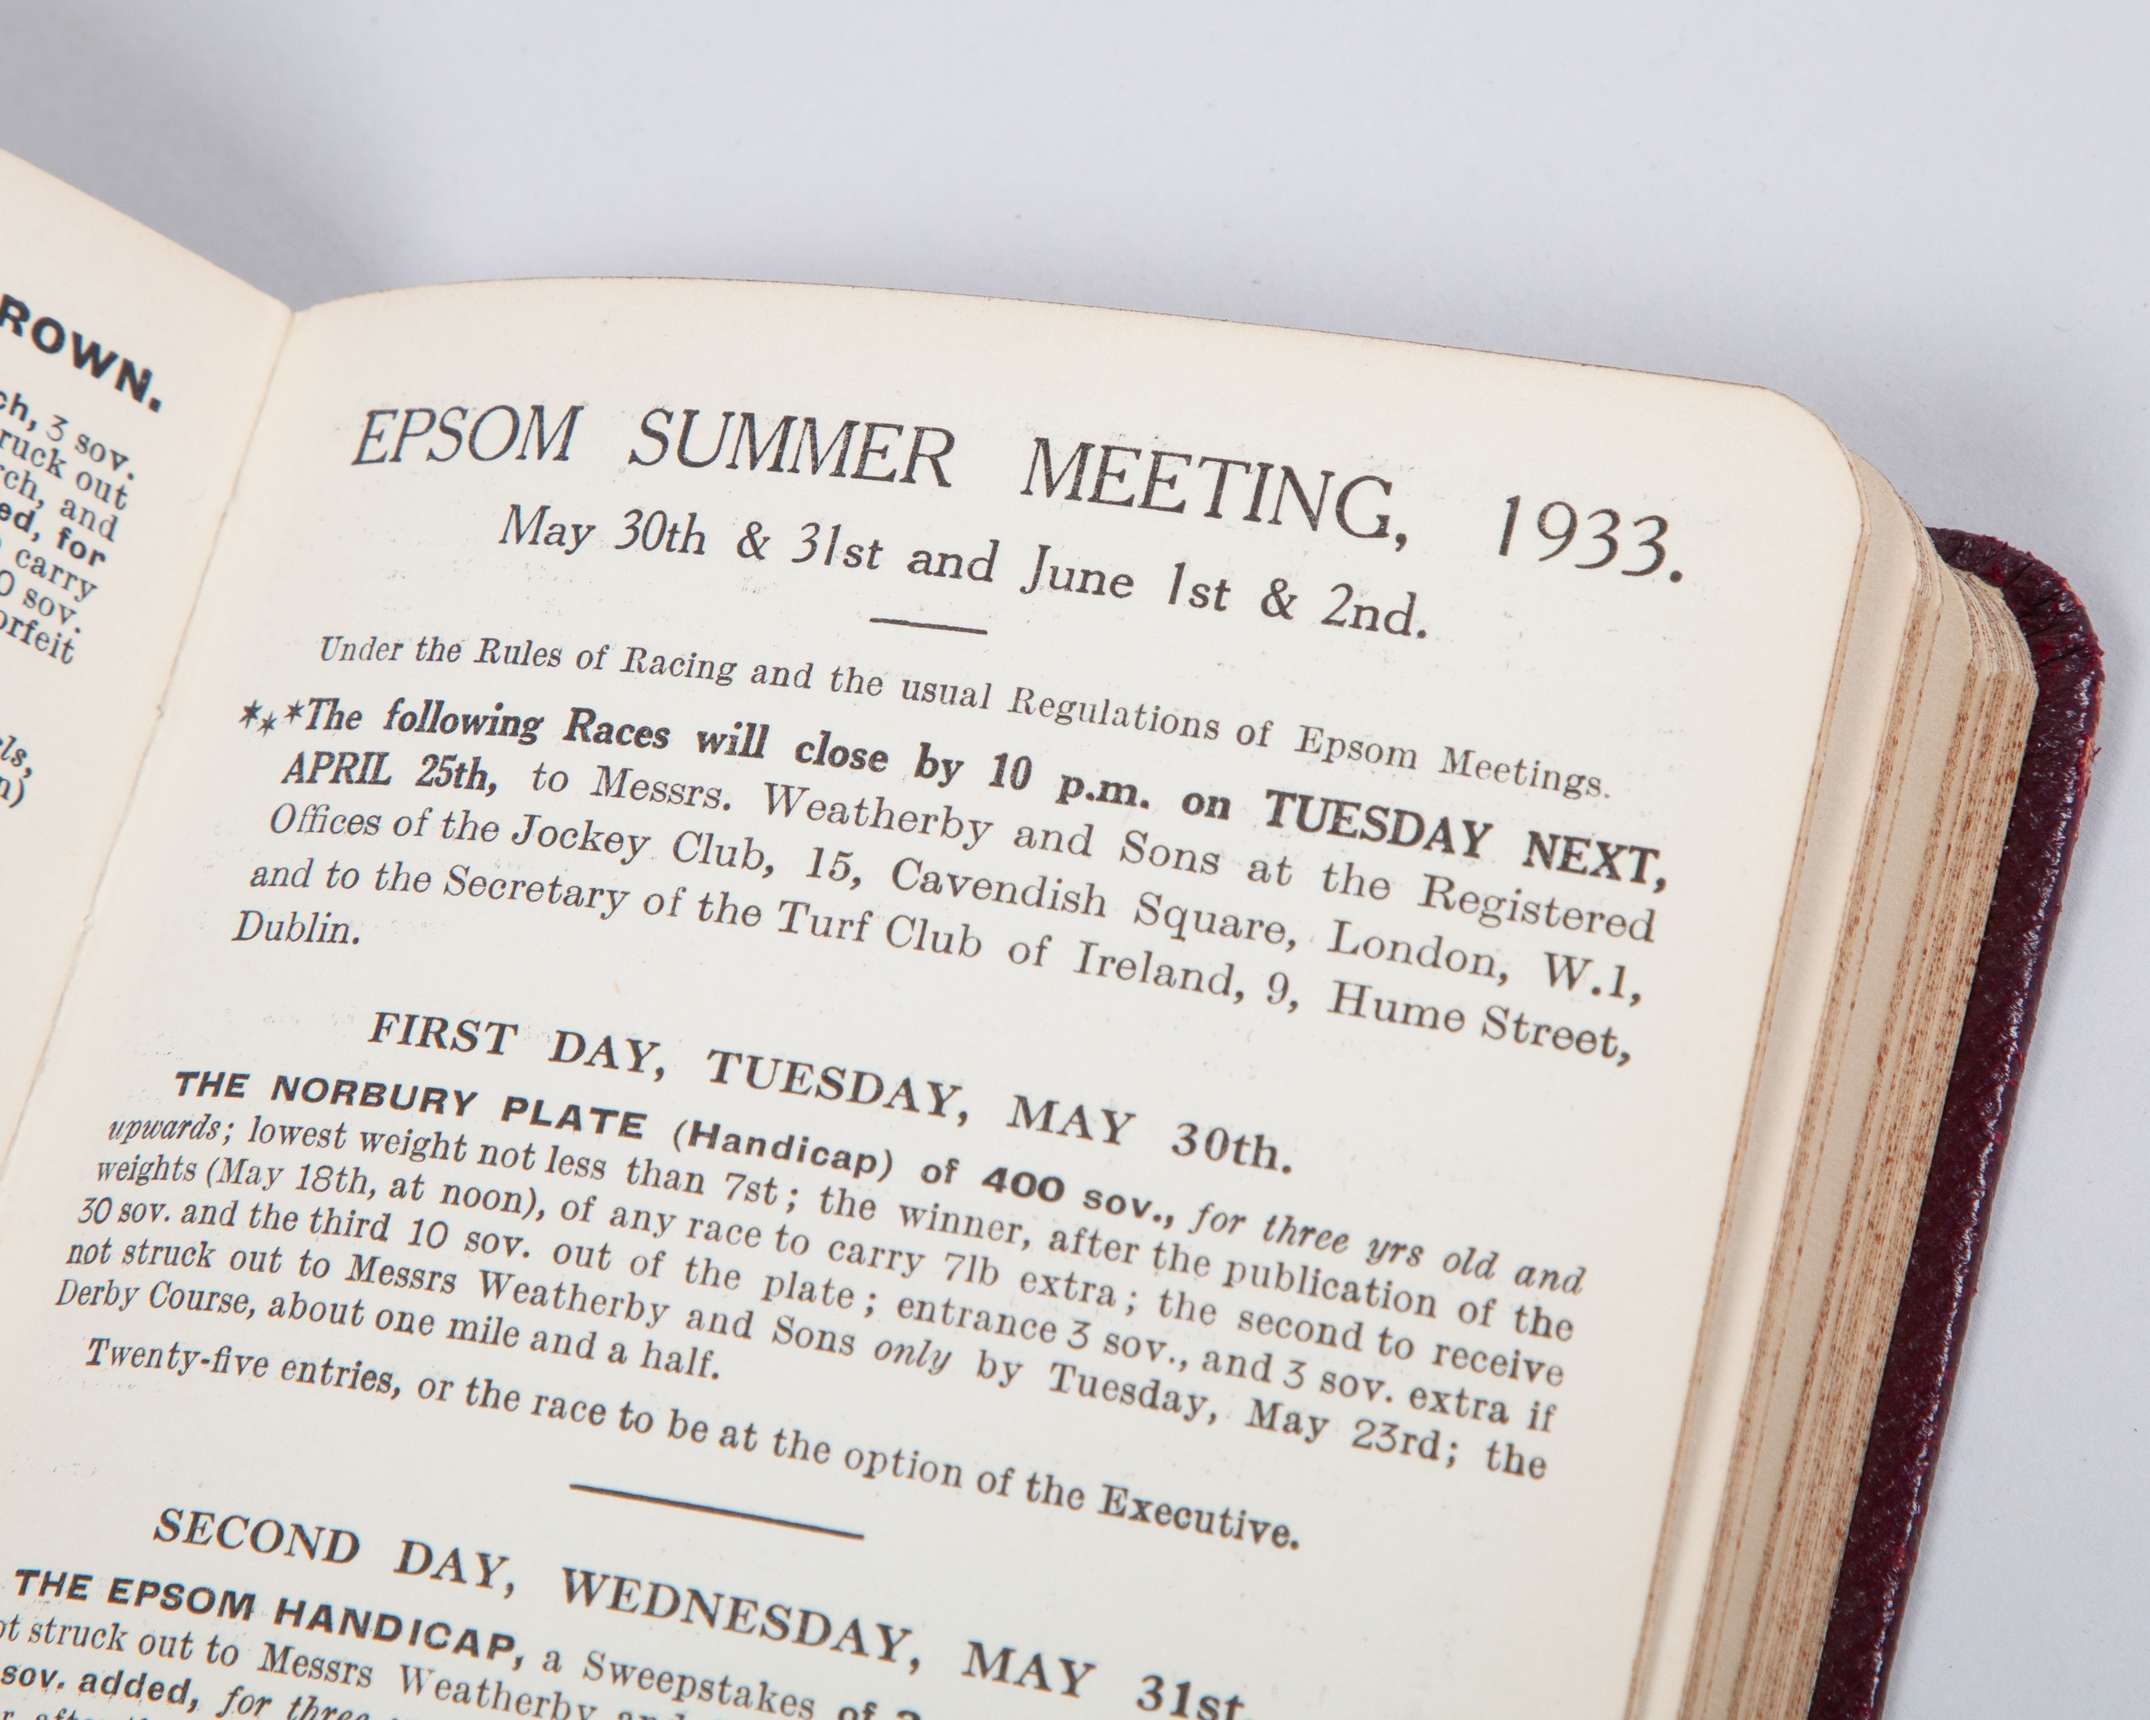 ROWN.
ch, 3 sov.
ruck out
rch, and
ed, for
carry
0 sov.
orfeit
ls,
n)
EPSOM SUMMER MEETING, 1933.
May 30th & 31st and June 1st & 2nd.
Under the Rules of Racing and the usual Regulations of Epsom Meetings.
***The following Races will close by 10 p.m. on TUESDAY NEXT,
APRIL 25th, to Messrs. Weatherby and Sons at the Registered
Offices of the Jockey Club, 15, Cavendish Square, London, W.1,
and to the Secretary of the Turf Club of Ireland, 9, Hume Street,
Dublin.
FIRST DAY, TUESDAY, MAY 30th.
THE NORBURY PLATE (Handicap) of 400 sov., for three yrs old and
upwards; lowest weight not less than 7st; the winner, after the publication of the
weights (May 18th, at noon), of any race to carry 7lb extra; the second to receive
30 sov. and the third 10 sov. out of the plate; entrance 3 sov., and 3 sov. extra if
not struck out to Messrs Weatherby and Sons only by Tuesday, May 23rd; the
Derby Course, about one mile and a half.
Twenty-five entries, or the race to be at the option of the Executive.
SECOND DAY, WEDNESDAY, MAY 31st.
THE EPSOM HANDICAP, a Sweepstakes of
ot struck out to Messrs Weatherby and
sov. added, for three